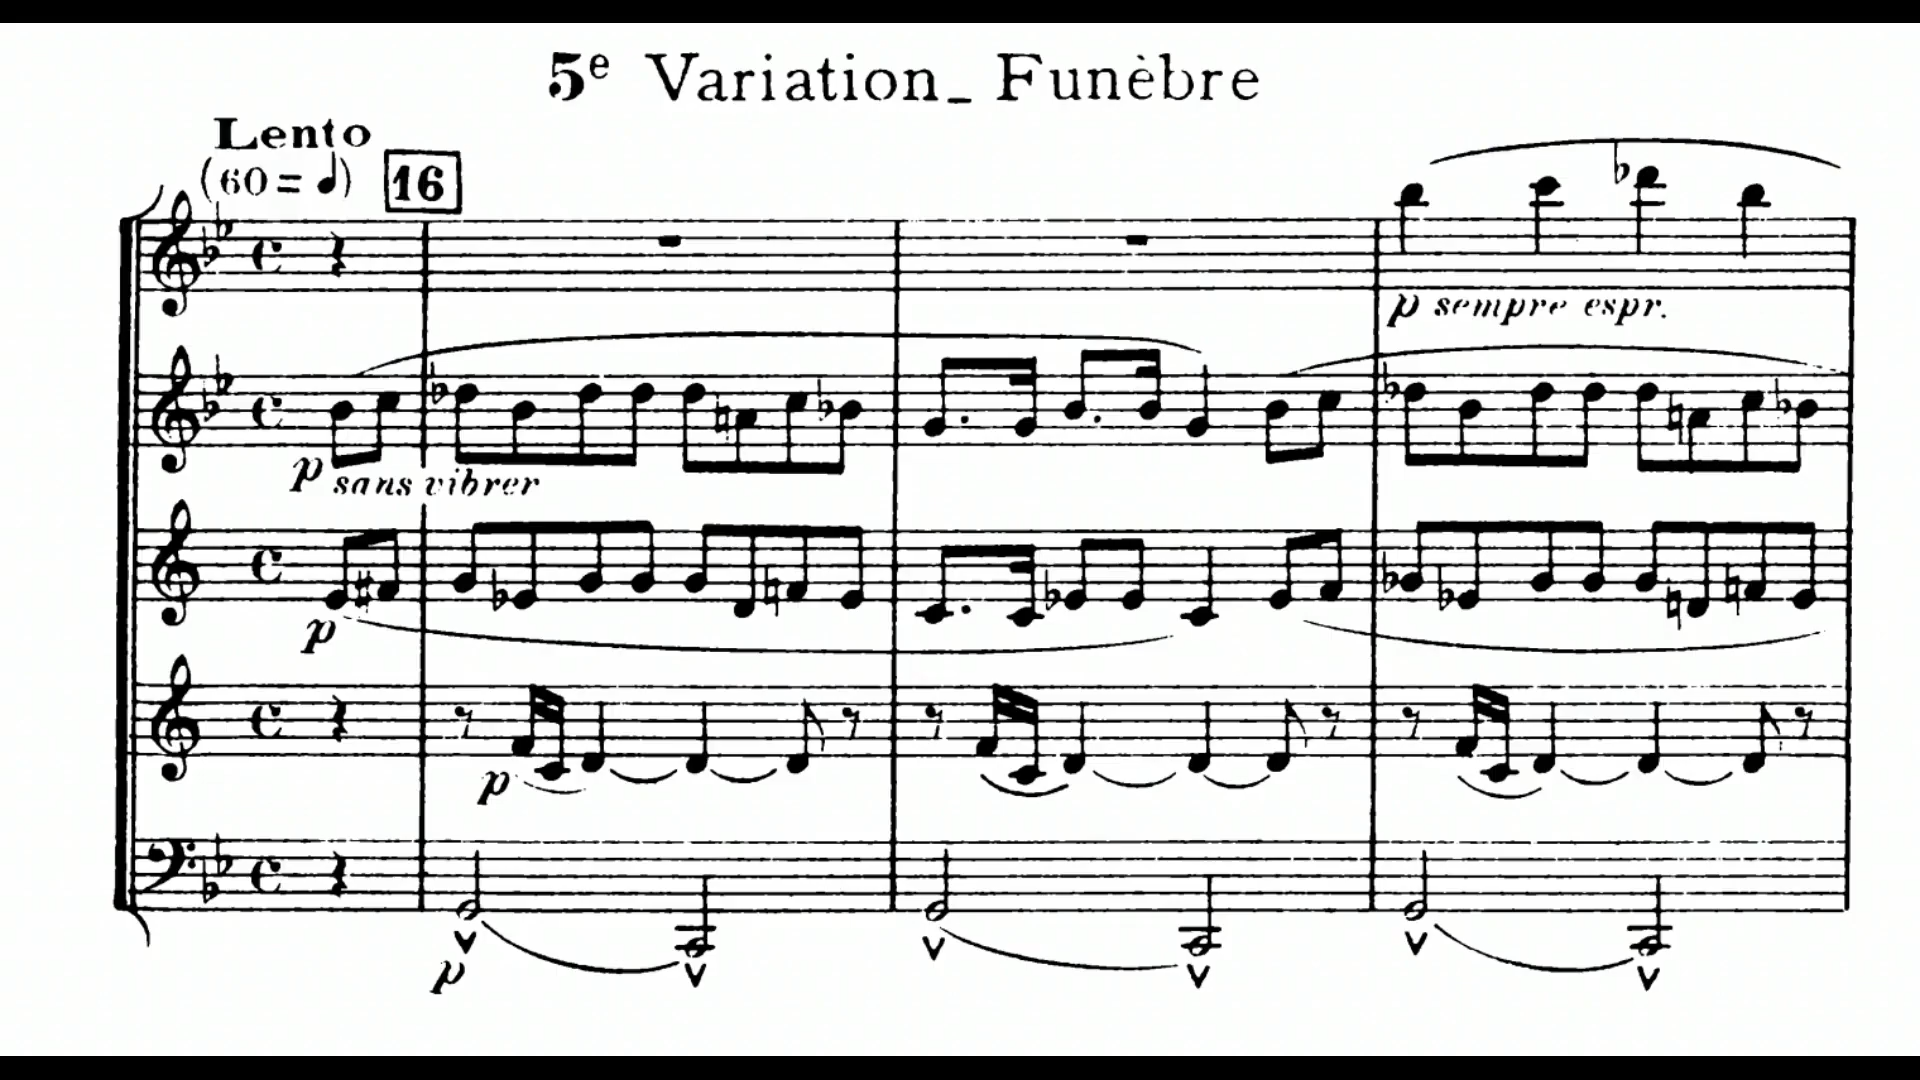 5e Variation_ Funèbre
Lento
(60 = ♩) 16
p sempre espr.
p sans vibrer
p
p
p